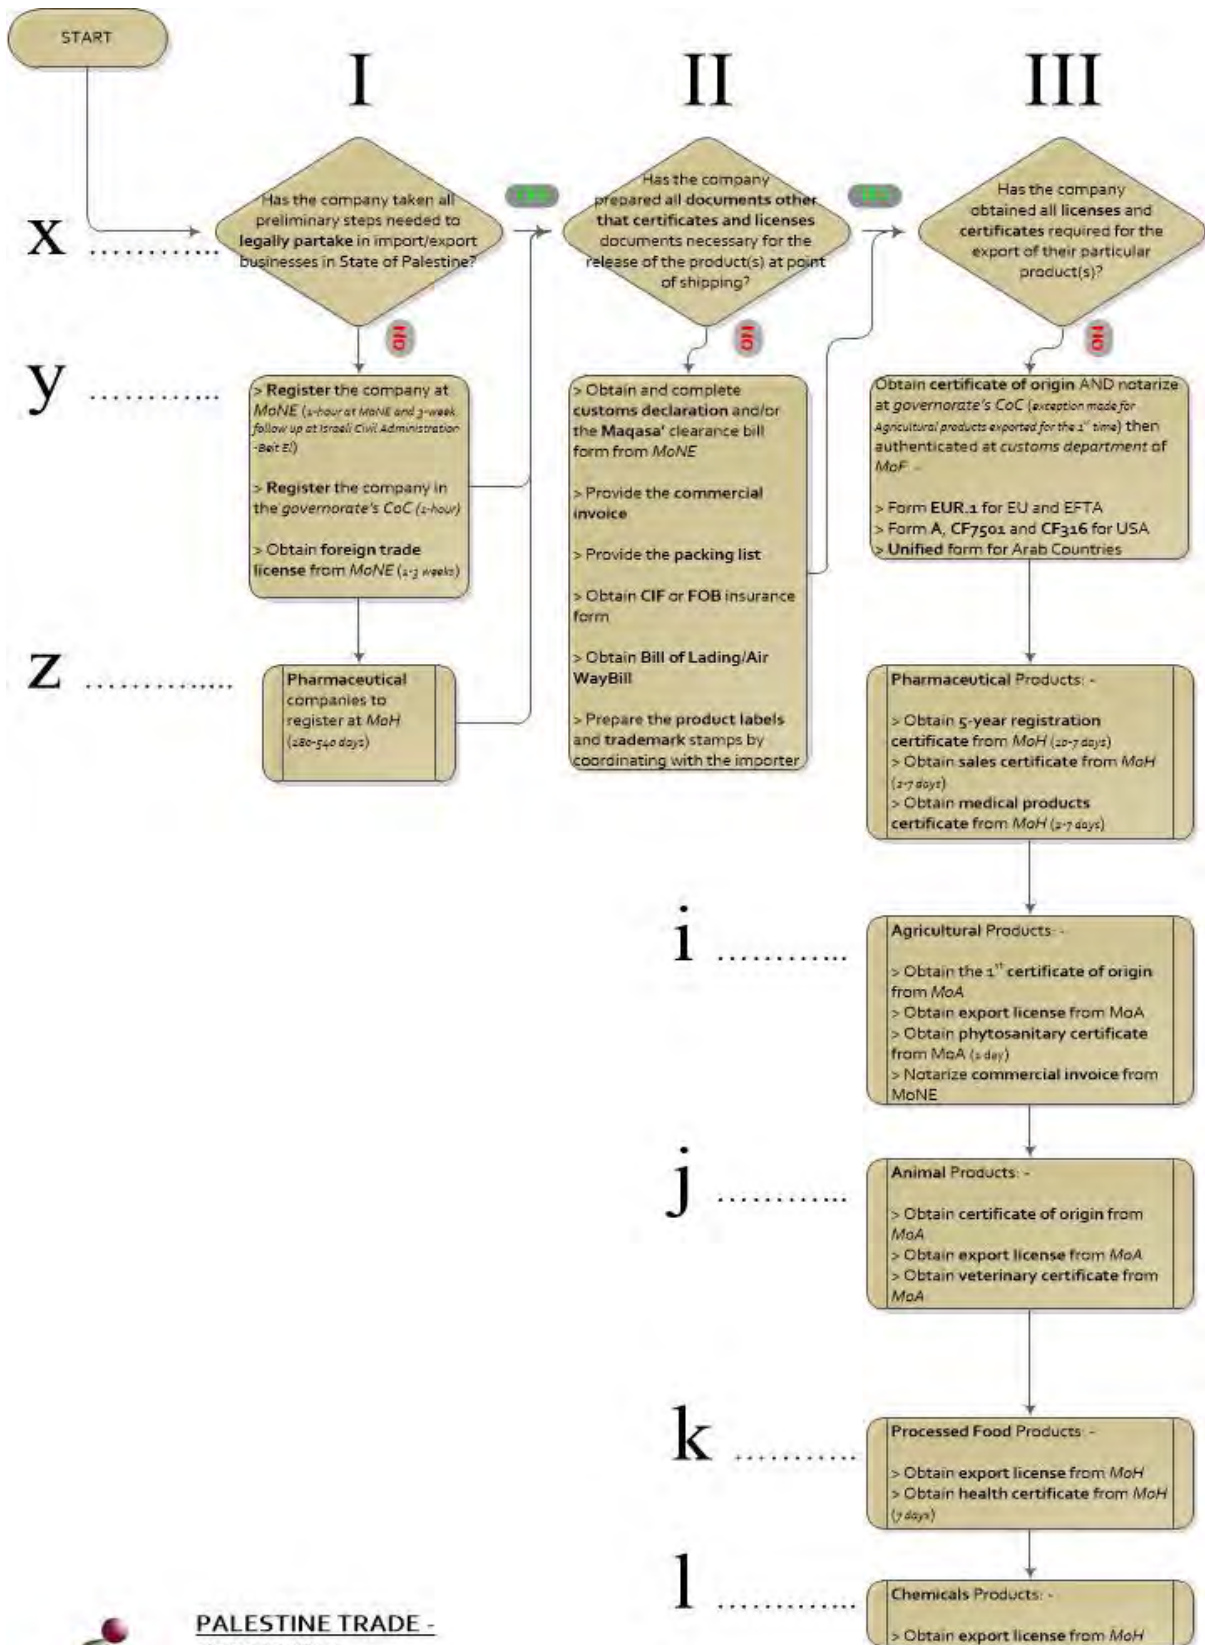 START
I
II
III
x ............
Has the company taken all
preliminary steps needed to
legally partake in import/export
businesses in State of Palestine?
YES
Has the company
prepared all documents other
that certificates and licenses
documents necessary for the
release of the product(s) at point
of shipping?
YES
Has the company
obtained all licenses and
certificates required for the
export of their particular
product(s)?
NO
NO
NO
y ............
> Register the company at
MoNE (1-hour at MoNE and 3-week
follow up at Israeli Civil Administration
-Beit El)
> Register the company in
the governorate's CoC (1-hour)
> Obtain foreign trade
license from MoNE (1-3 weeks)
> Obtain and complete
customs declaration and/or
the Maqasa' clearance bill
form from MoNE
> Provide the commercial
invoice
> Provide the packing list
> Obtain CIF or FOB insurance
form
> Obtain Bill of Lading/Air
WayBill
> Prepare the product labels
and trademark stamps by
coordinating with the importer
Obtain certificate of origin AND notarize
at governorate's CoC (exception made for
Agricultural products exported for the 1st time) then
authenticated at customs department of
MoF -
> Form EUR.1 for EU and EFTA
> Form A, CF7501 and CF316 for USA
> Unified form for Arab Countries
z ..............
Pharmaceutical
companies to
register at MoH
(180-540 days)
Pharmaceutical Products: -
> Obtain 5-year registration
certificate from MoH (10-7 days)
> Obtain sales certificate from MoH
(1-7 days)
> Obtain medical products
certificate from MoH (1-7 days)
i ............
Agricultural Products: -
> Obtain the 1st certificate of origin
from MoA
> Obtain export license from MoA
> Obtain phytosanitary certificate
from MoA (1 day)
> Notarize commercial invoice from
MoNE
j ............
Animal Products: -
> Obtain certificate of origin from
MoA
> Obtain export license from MoA
> Obtain veterinary certificate from
MoA
k ...........
Processed Food Products: -
> Obtain export license from MoH
> Obtain health certificate from MoH
(7 days)
l ............
Chemicals Products: -
> Obtain export license from MoH
PALESTINE TRADE -